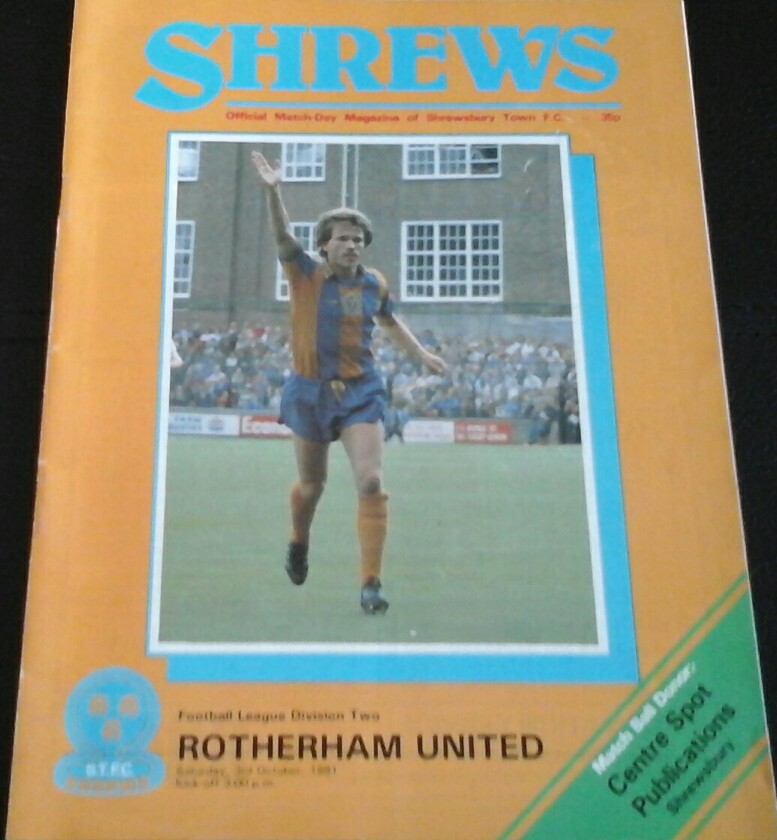 SHREWS
Official Match-Day Magazine of Shrewsbury Town F.C. — 35p
Econo
Football League Division Two
ROTHERHAM UNITED
Saturday, 3rd October, 1981
Kick-off 3.00 p.m.
S.T.F.C.
Match Ball Donor:
Centre Spot
Publications
Shrewsbury